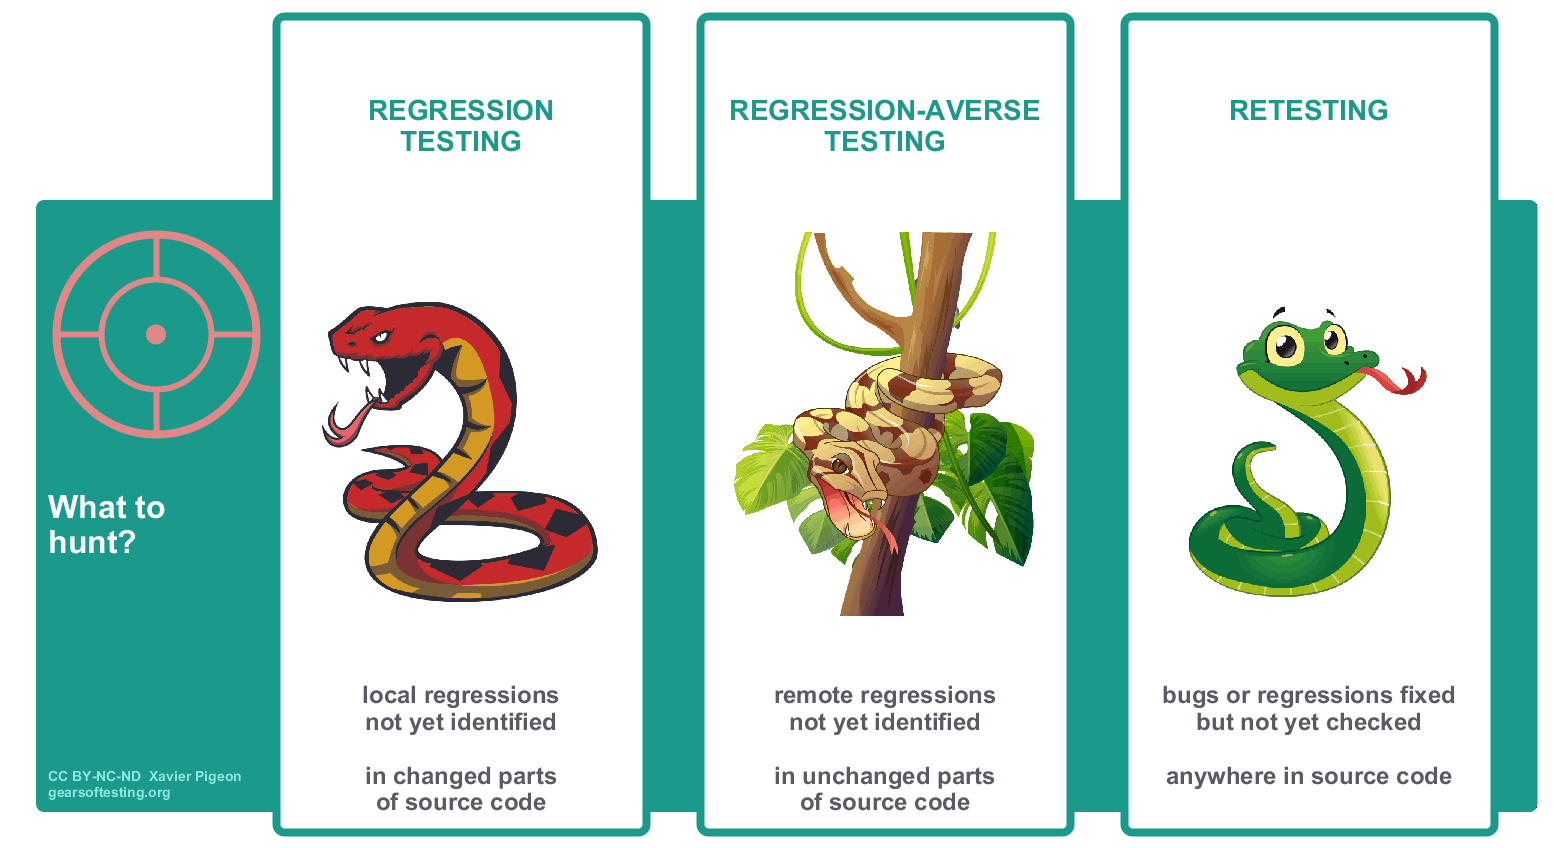 REGRESSION
TESTING
REGRESSION-AVERSE
TESTING
RETESTING
What to
hunt?
local regressions
not yet identified
in changed parts
of source code
remote regressions
not yet identified
in unchanged parts
of source code
bugs or regressions fixed
but not yet checked
anywhere in source code
CC BY-NC-ND  Xavier Pigeon
gearsoftesting.org